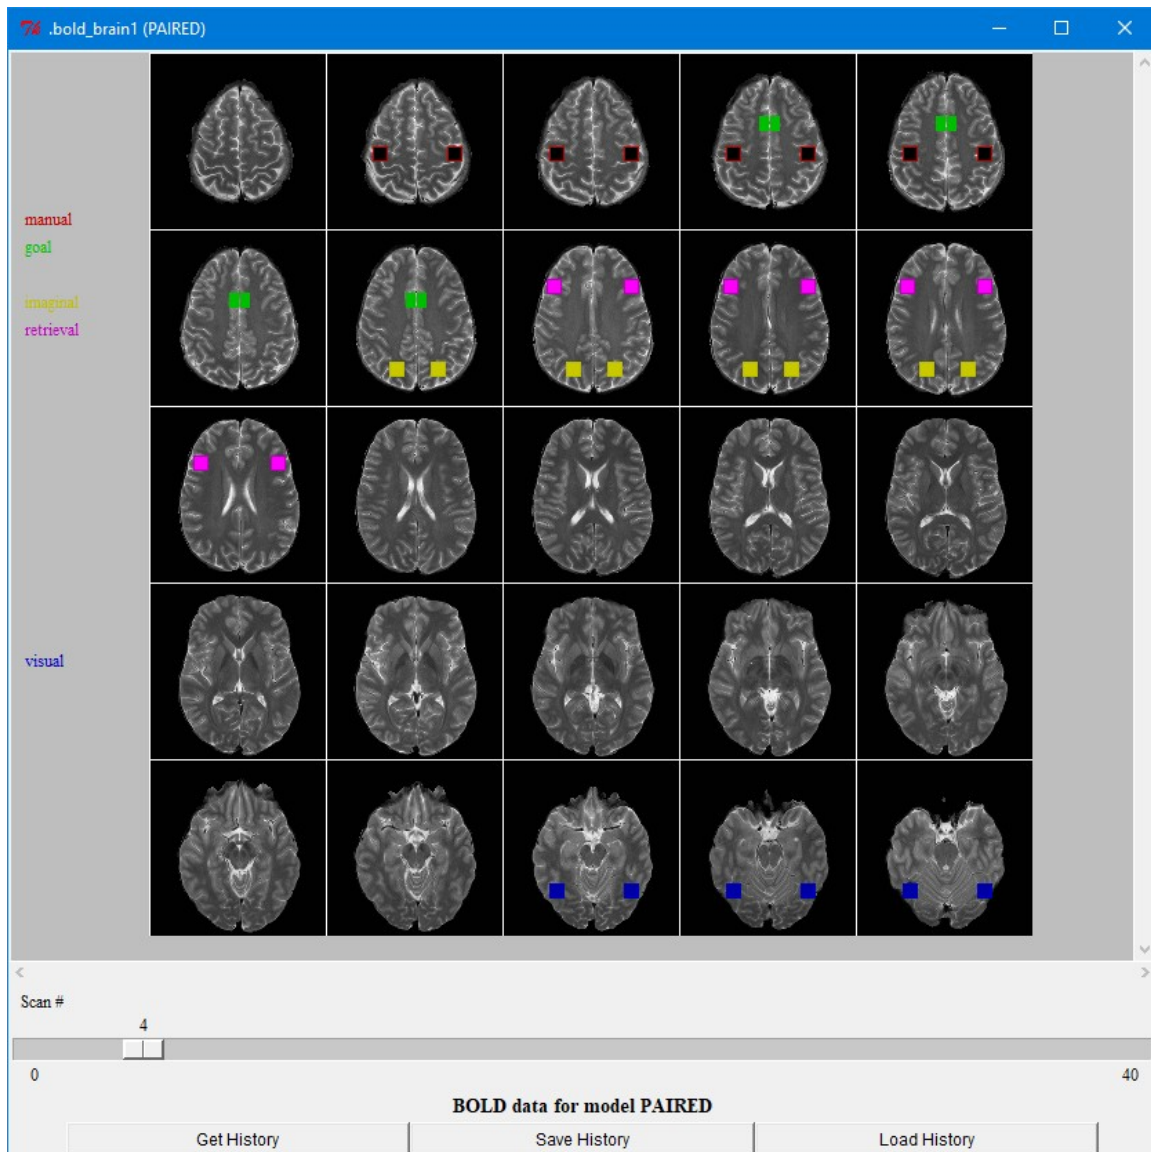 .bold_brain1 (PAIRED)
manual
goal
imaginal
retrieval
visual
Scan #
4
0 40
BOLD data for model PAIRED
Get History Save History Load History